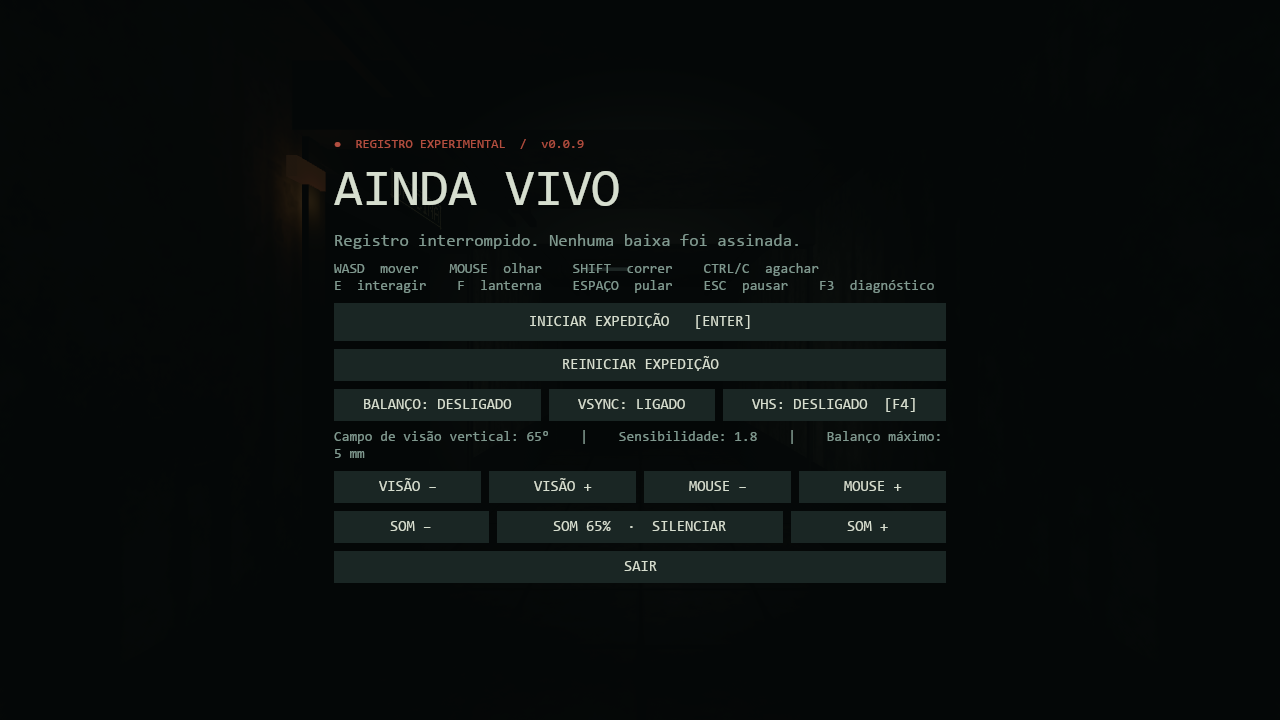 ● REGISTRO EXPERIMENTAL / v0.0.9
AINDA VIVO
Registro interrompido. Nenhuma baixa foi assinada.
WASD mover MOUSE olhar SHIFT correr CTRL/C agachar
E interagir F lanterna ESPAÇO pular ESC pausar F3 diagnóstico
INICIAR EXPEDIÇÃO [ENTER]
REINICIAR EXPEDIÇÃO
BALANÇO: DESLIGADO VSYNC: LIGADO VHS: DESLIGADO [F4]
Campo de visão vertical: 65° | Sensibilidade: 1.8 | Balanço máximo:
5 mm
VISÃO – VISÃO + MOUSE – MOUSE +
SOM – SOM 65% · SILENCIAR SOM +
SAIR